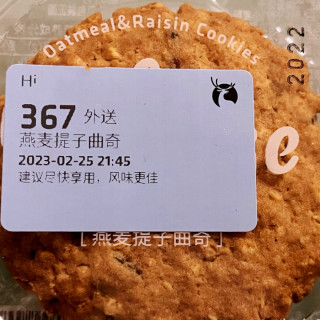 Oatmeal&Raisin Cookies
2022
Hi
367 外送
燕麦提子曲奇
2023-02-25 21:45
建议尽快享用，风味更佳
e
[ 燕麦提子曲奇 ]